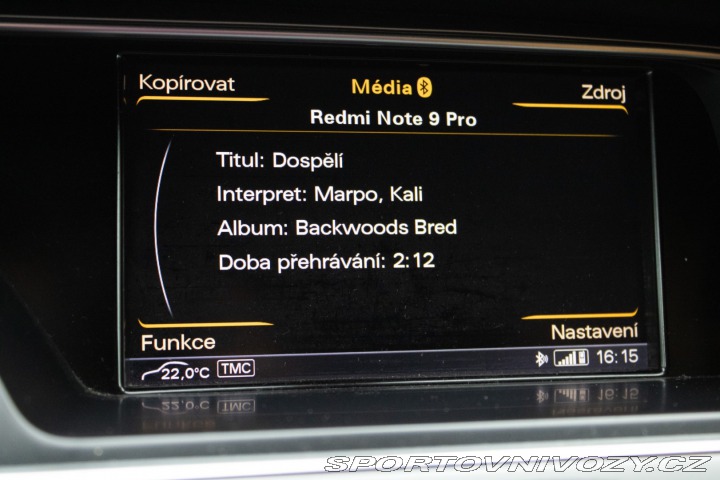 Kopírovat
Média
Zdroj
Redmi Note 9 Pro
Titul: Dospělí
Interpret: Marpo, Kali
Album: Backwoods Bred
Doba přehrávání: 2:12
Funkce
Nastavení
22,0°C TMC 16:15
SPORTOVNIVOZY.CZ